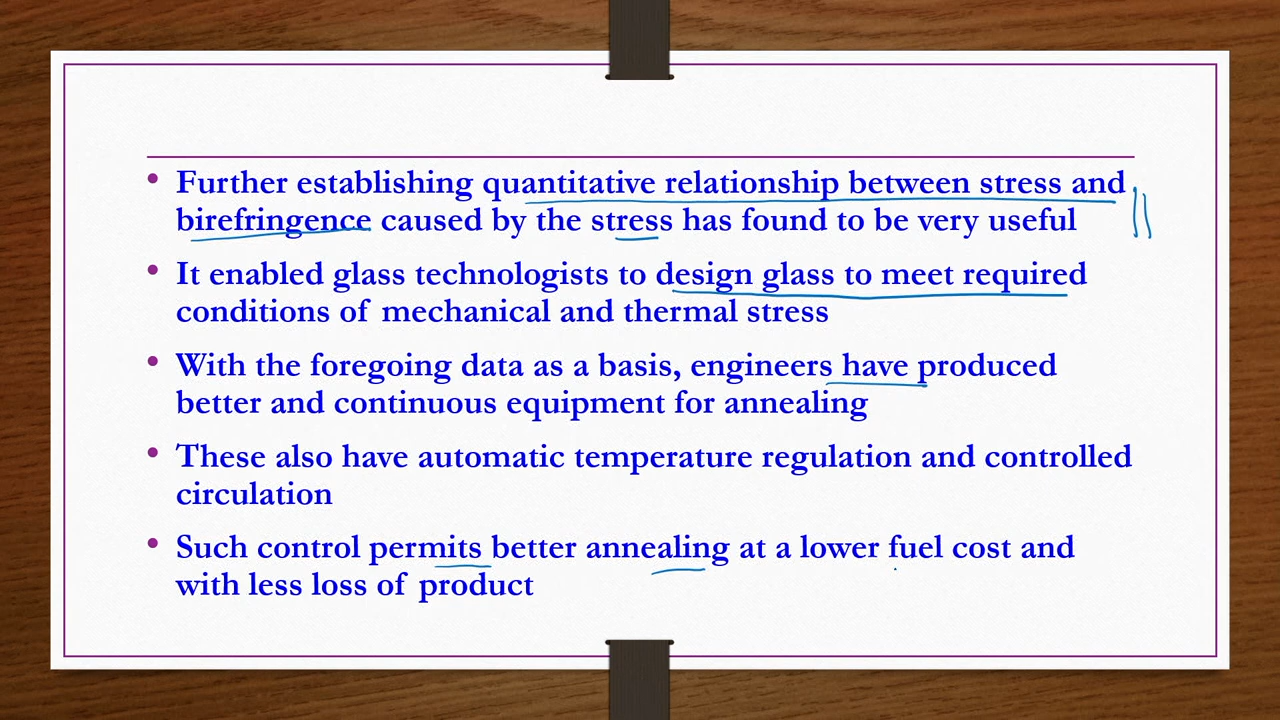 • Further establishing quantitative relationship between stress and
birefringence caused by the stress has found to be very useful
• It enabled glass technologists to design glass to meet required
conditions of mechanical and thermal stress
• With the foregoing data as a basis, engineers have produced
better and continuous equipment for annealing
• These also have automatic temperature regulation and controlled
circulation
• Such control permits better annealing at a lower fuel cost and
with less loss of product